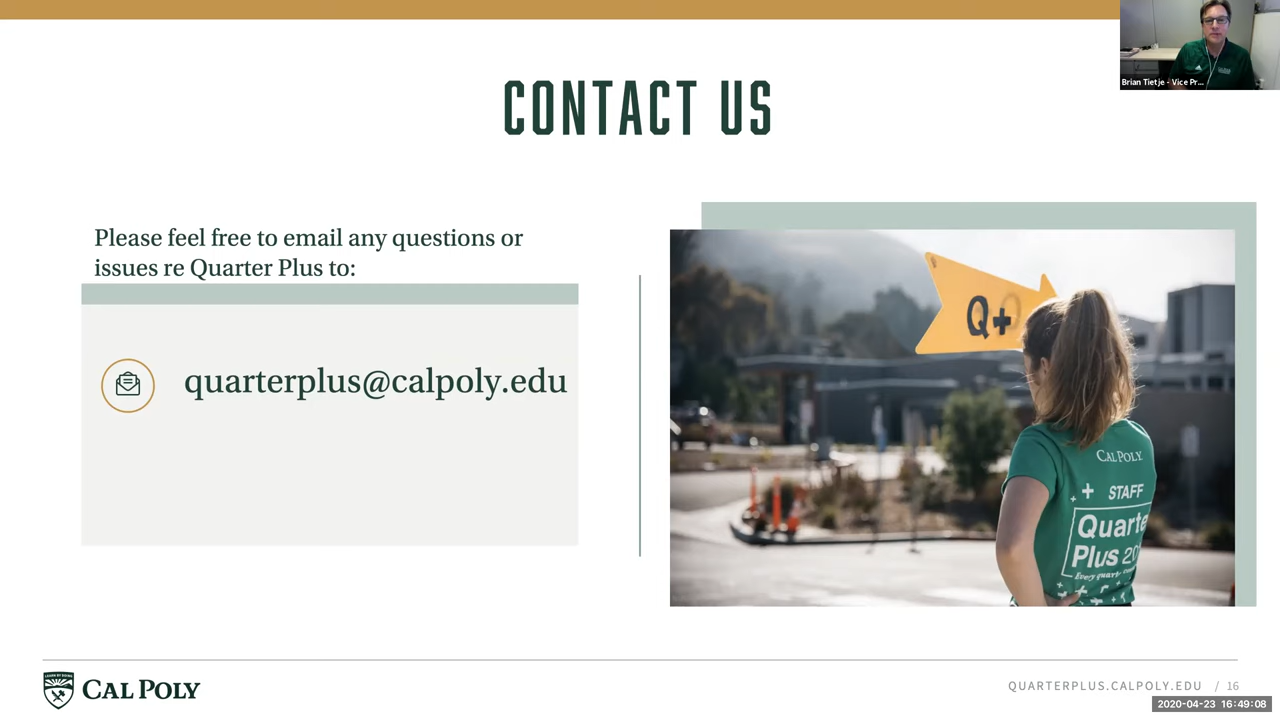 Brian Tietje - Vice Pr...
CONTACT US
Please feel free to email any questions or
issues re Quarter Plus to:
quarterplus@calpoly.edu
Q+
CAL POLY
+ STAFF
Quarte
Plus 20
Every quart
CAL POLY
QUARTERPLUS.CALPOLY.EDU / 16
2020-04-23 16:49:08